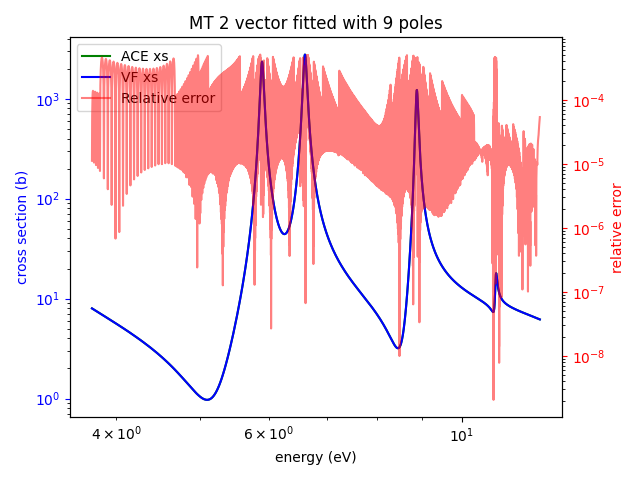 MT 2 vector fitted with 9 poles
ACE xs
VF xs
Relative error
cross section (b)
10³
10²
10¹
10⁰
10⁻⁴
10⁻⁵
10⁻⁶
10⁻⁷
10⁻⁸
relative error
4 × 10⁰
6 × 10⁰
10¹
energy (eV)